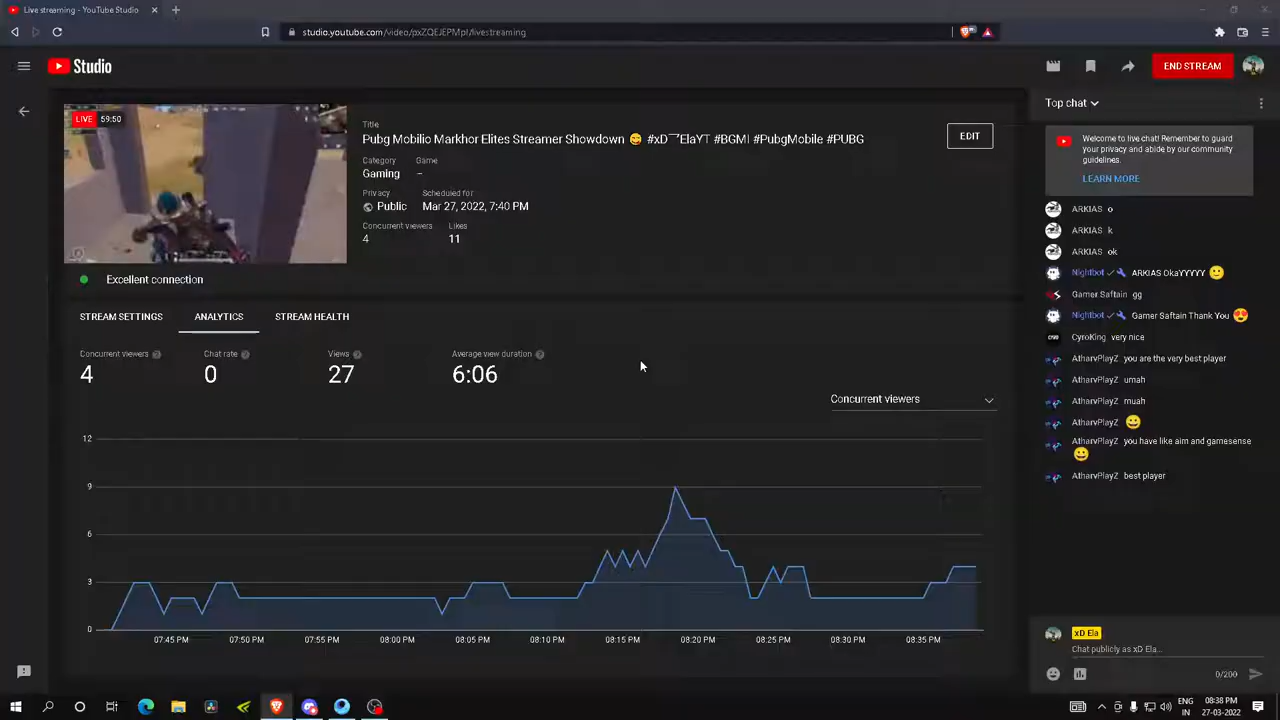 Live streaming - YouTube Studio
studio.youtube.com/video/pxZQEJEPMpI/livestreaming
Studio
END STREAM
LIVE 59:50
Title
Pubg Mobilio Markhor Elites Streamer Showdown 😄 #xD乛ElaYT #BGMI #PubgMobile #PUBG
EDIT
Category Game
Gaming –
Privacy Scheduled for
Public Mar 27, 2022, 7:40 PM
Concurrent viewers Likes
4 11
Excellent connection
STREAM SETTINGS ANALYTICS STREAM HEALTH
Concurrent viewers Chat rate Views Average view duration
4 0 27 6:06
Concurrent viewers
12
9
6
3
0
07:45 PM 07:50 PM 07:55 PM 08:00 PM 08:05 PM 08:10 PM 08:15 PM 08:20 PM 08:25 PM 08:30 PM 08:35 PM
Top chat
Welcome to live chat! Remember to guard
your privacy and abide by our community
guidelines.
LEARN MORE
ARKIAS o
ARKIAS k
ARKIAS ok
Nightbot ARKIAS OkaYYYYY 🙂
Gamer Saftain gg
Nightbot Gamer Saftain Thank You 😍
CyroKing very nice
AtharvPlayZ you are the very best player
AtharvPlayZ umah
AtharvPlayZ muah
AtharvPlayZ 😀
AtharvPlayZ you have like aim and gamesense
😀
AtharvPlayZ best player
xD Ela
Chat publicly as xD Ela...
0/200
ENG
IN
08:38 PM
27-03-2022